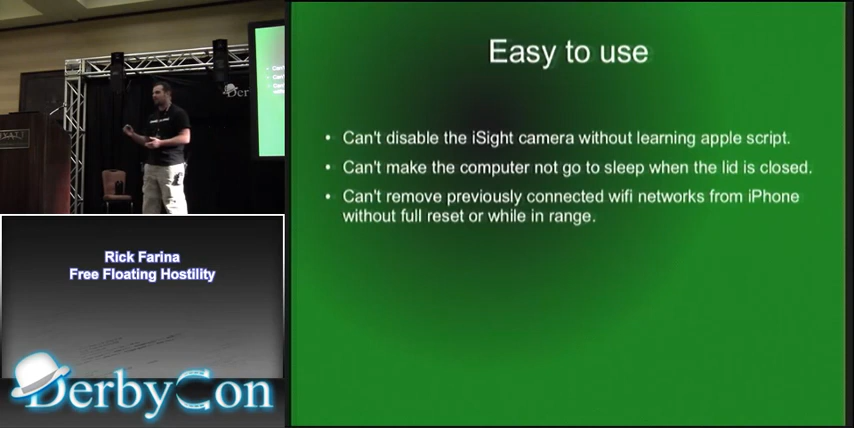 Easy to use
• Can't disable the iSight camera without learning apple script.
• Can't make the computer not go to sleep when the lid is closed.
• Can't remove previously connected wifi networks from iPhone
without full reset or while in range.
Rick Farina
Free Floating Hostility
DerbyCon